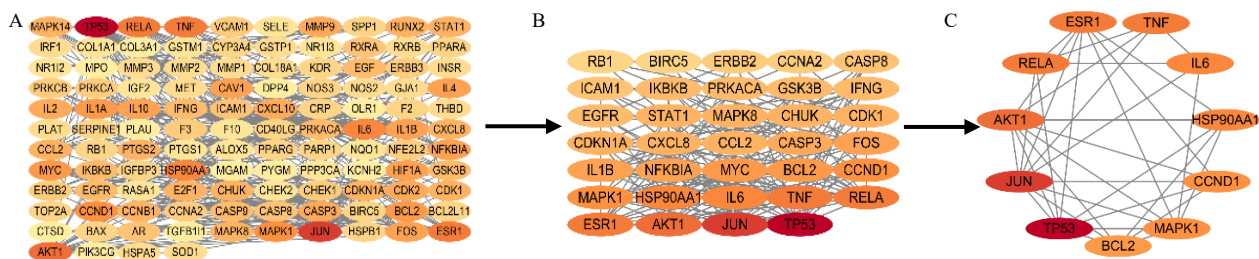 A
MAPK14 TP53 RELA TNF VCAM1 SELE MMP9 SPP1 RUNX2 STAT1
IRF1 COL1A1 COL3A1 GSTM1 CYP3A4 GSTP1 NR1I3 RXRA RXRB PPARA
NR1I2 MPO MMP3 MMP2 MMP1 COL18A1 KDR EGF ERBB3 INSR
PRKCB PRKCA IGF2 MET CAV1 DPP4 NOS3 NOS2 GJA1 IL4
IL2 IL1A IL10 IFNG ICAM1 CXCL10 CRP OLR1 F2 THBD
PLAT SERPINE1 PLAU F3 F10 CD40LG PRKACA IL6 IL1B CXCL8
CCL2 RB1 PTGS2 PTGS1 ALOX5 PPARG PARP1 NQO1 NFE2L2 NFKBIA
MYC IKBKB IGFBP3 HSP90AA1 MGAM PYGM PPP3CA KCNH2 HIF1A GSK3B
ERBB2 EGFR RASA1 E2F1 CHUK CHEK2 CHEK1 CDKN1A CDK2 CDK1
TOP2A CCND1 CCNB1 CCNA2 CASP9 CASP8 CASP3 BIRC5 BCL2 BCL2L11
CTSD BAX AR TGFB1I1 MAPK8 MAPK1 JUN HSPB1 FOS ESR1
AKT1 PIK3CG HSPA5 SOD1
B
RB1 BIRC5 ERBB2 CCNA2 CASP8
ICAM1 IKBKB PRKACA GSK3B IFNG
EGFR STAT1 MAPK8 CHUK CDK1
CDKN1A CXCL8 CCL2 CASP3 FOS
IL1B NFKBIA MYC BCL2 CCND1
MAPK1 HSP90AA1 IL6 TNF RELA
ESR1 AKT1 JUN TP53
C
ESR1 TNF
RELA IL6
AKT1 HSP90AA1
JUN CCND1
TP53 MAPK1
BCL2